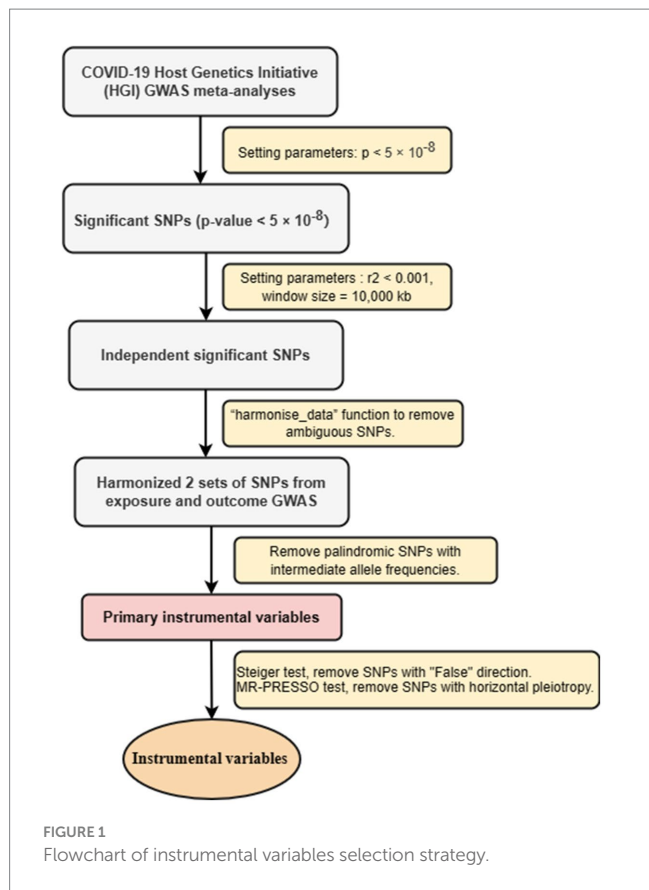 COVID-19 Host Genetics Initiative
(HGI) GWAS meta-analyses
Setting parameters: p < 5 × 10⁻⁸
Significant SNPs (p-value < 5 × 10⁻⁸)
Setting parameters : r2 < 0.001,
window size = 10,000 kb
Independent significant SNPs
“harmonise_data” function to remove
ambiguous SNPs.
Harmonized 2 sets of SNPs from
exposure and outcome GWAS
Remove palindromic SNPs with
intermediate allele frequencies.
Primary instrumental variables
Steiger test, remove SNPs with "False" direction.
MR-PRESSO test, remove SNPs with horizontal pleiotropy.
Instrumental variables
FIGURE 1
Flowchart of instrumental variables selection strategy.